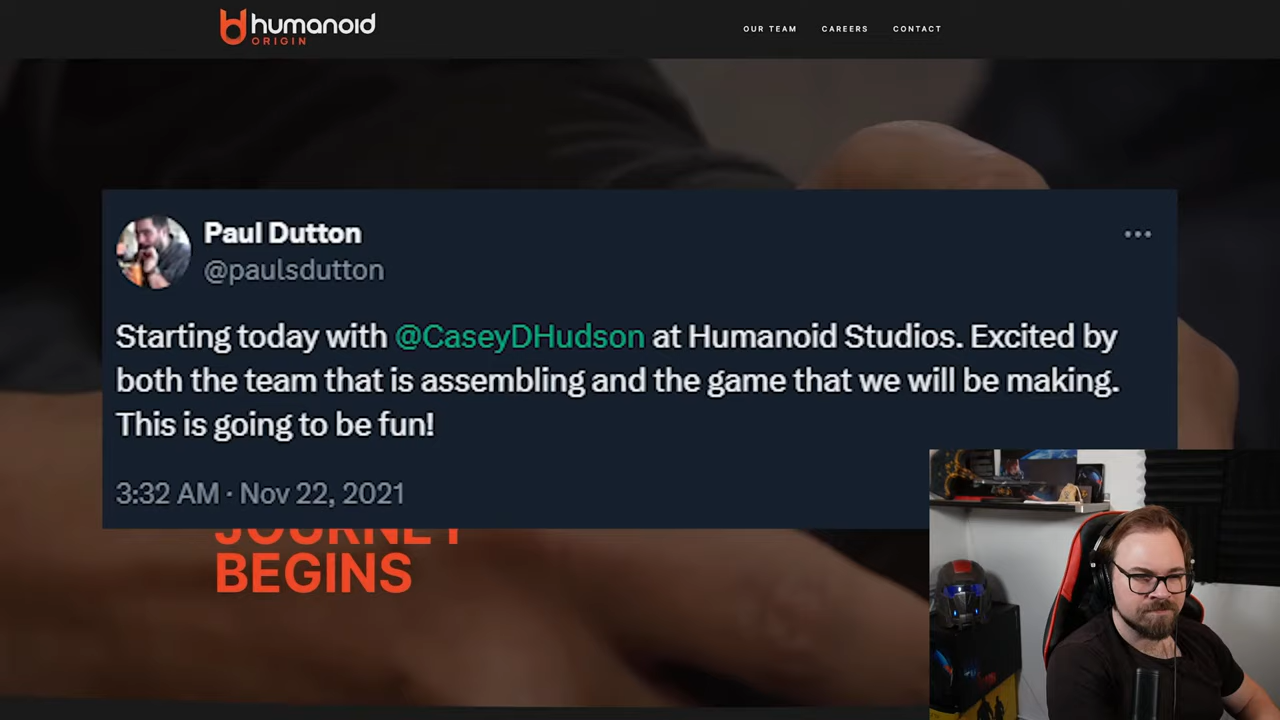 humanoid
ORIGIN
OUR TEAM
CAREERS
CONTACT
Paul Dutton
@paulsdutton
Starting today with @CaseyDHudson at Humanoid Studios. Excited by
both the team that is assembling and the game that we will be making.
This is going to be fun!
3:32 AM · Nov 22, 2021
JOURNEY
BEGINS